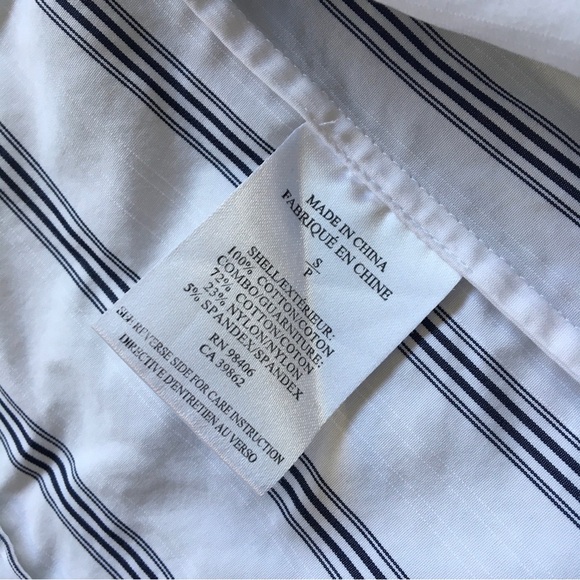 MADE IN CHINA
FABRIQUÉ EN CHINE
S
P
SHELL/EXTÉRIEUR:
100% COTTON/COTON
COMBO/GUARNITURE:
72% COTTON/COTON
23% NYLON/NYLON
5% SPANDEX/SPANDEX
RN 98406
CA 39862
SEE REVERSE SIDE FOR CARE INSTRUCTION
DIRECTIVE D'ENTRETIEN AU VERSO